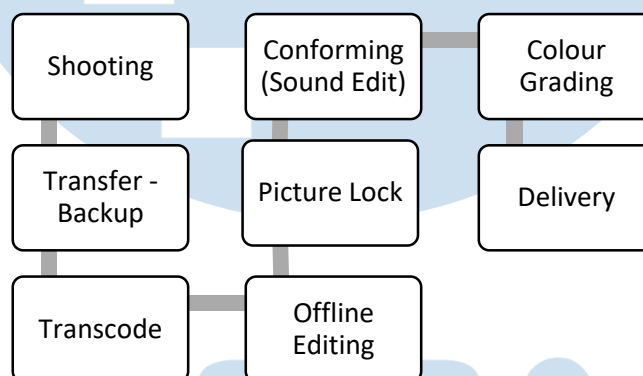 Shooting
Transfer -
Backup
Transcode
Offline
Editing
Picture Lock
Conforming
(Sound Edit)
Colour
Grading
Delivery